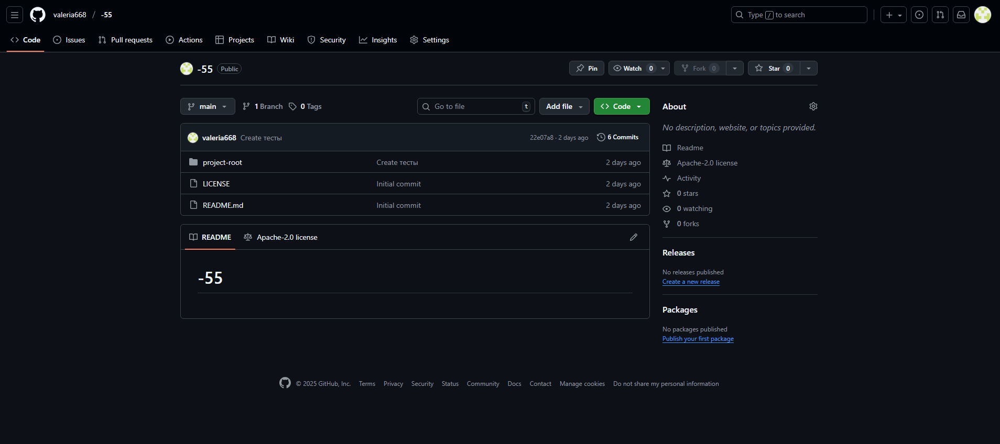 valeria668 / -55
Type / to search
Code Issues Pull requests Actions Projects Wiki Security Insights Settings
-55 Public
Pin Watch 0 Fork 0 Star 0
main 1 Branch 0 Tags
Go to file t Add file Code
valeria668 Create тесты 22e07a8 · 2 days ago 6 Commits
project-root Create тесты 2 days ago
LICENSE Initial commit 2 days ago
README.md Initial commit 2 days ago
README Apache-2.0 license
-55
About
No description, website, or topics provided.
Readme
Apache-2.0 license
Activity
0 stars
0 watching
0 forks
Releases
No releases published
Create a new release
Packages
No packages published
Publish your first package
© 2025 GitHub, Inc. Terms Privacy Security Status Community Docs Contact Manage cookies Do not share my personal information